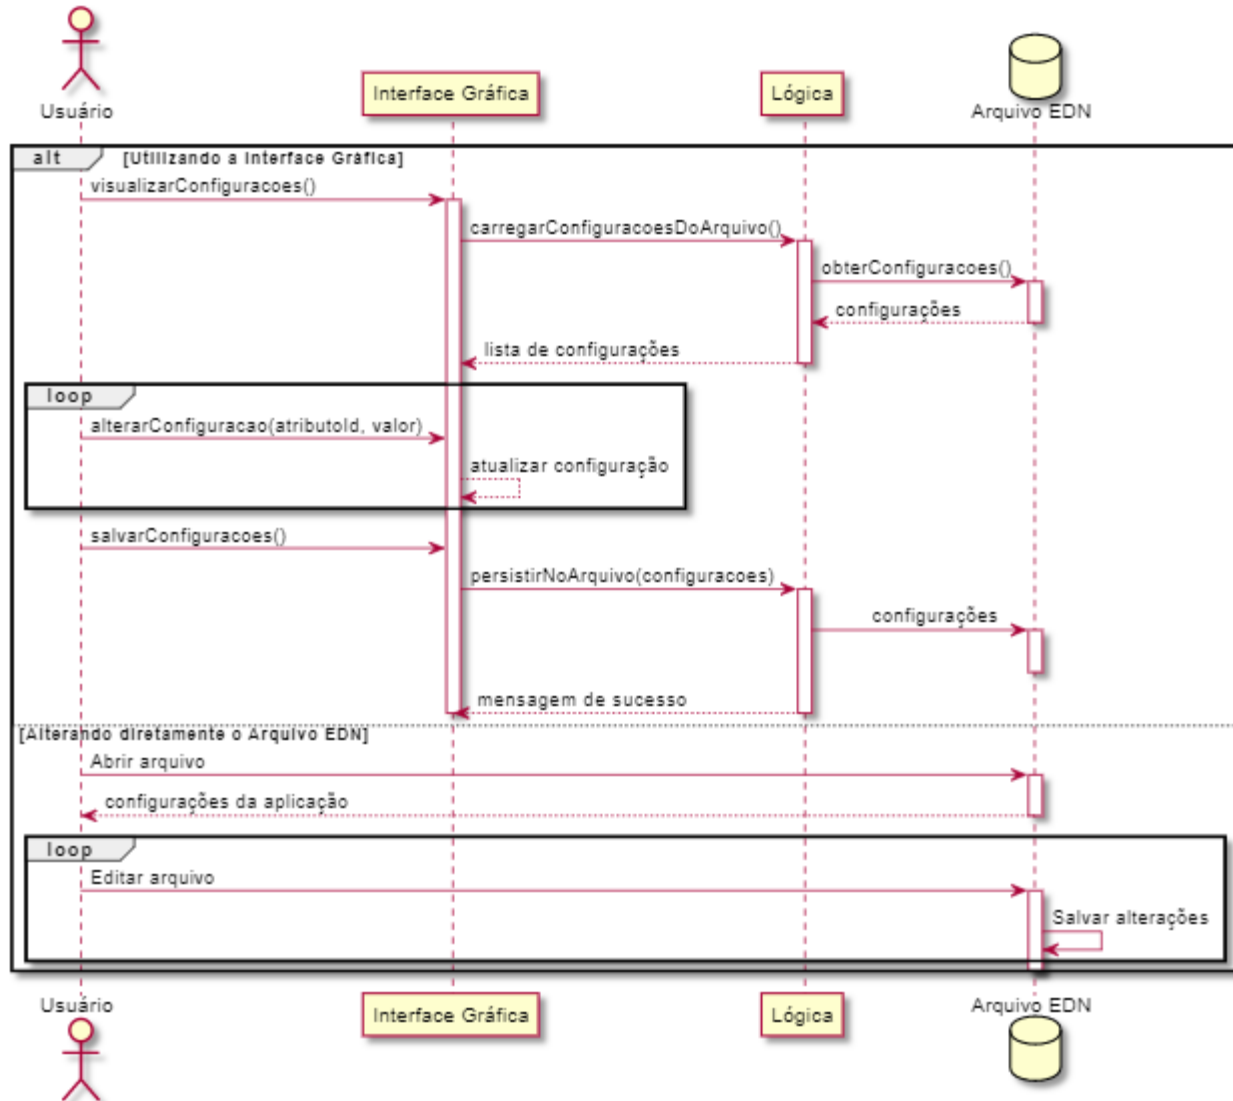 Usuário
Interface Gráfica
Lógica
Arquivo EDN
alt
[Utilizando a Interface Gráfica]
visualizarConfiguracoes()
carregarConfiguracoesDoArquivo()
obterConfiguracoes()
configurações
lista de configurações
loop
alterarConfiguracao(atributoId, valor)
atualizar configuração
salvarConfiguracoes()
persistirNoArquivo(configuracoes)
configurações
mensagem de sucesso
[Alterando diretamente o Arquivo EDN]
Abrir arquivo
configurações da aplicação
loop
Editar arquivo
Salvar alterações
Usuário
Interface Gráfica
Lógica
Arquivo EDN